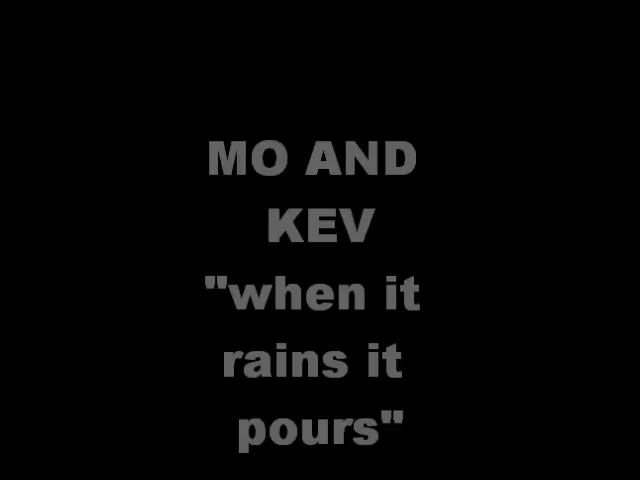 MO AND
KEV
"when it
rains it
pours"